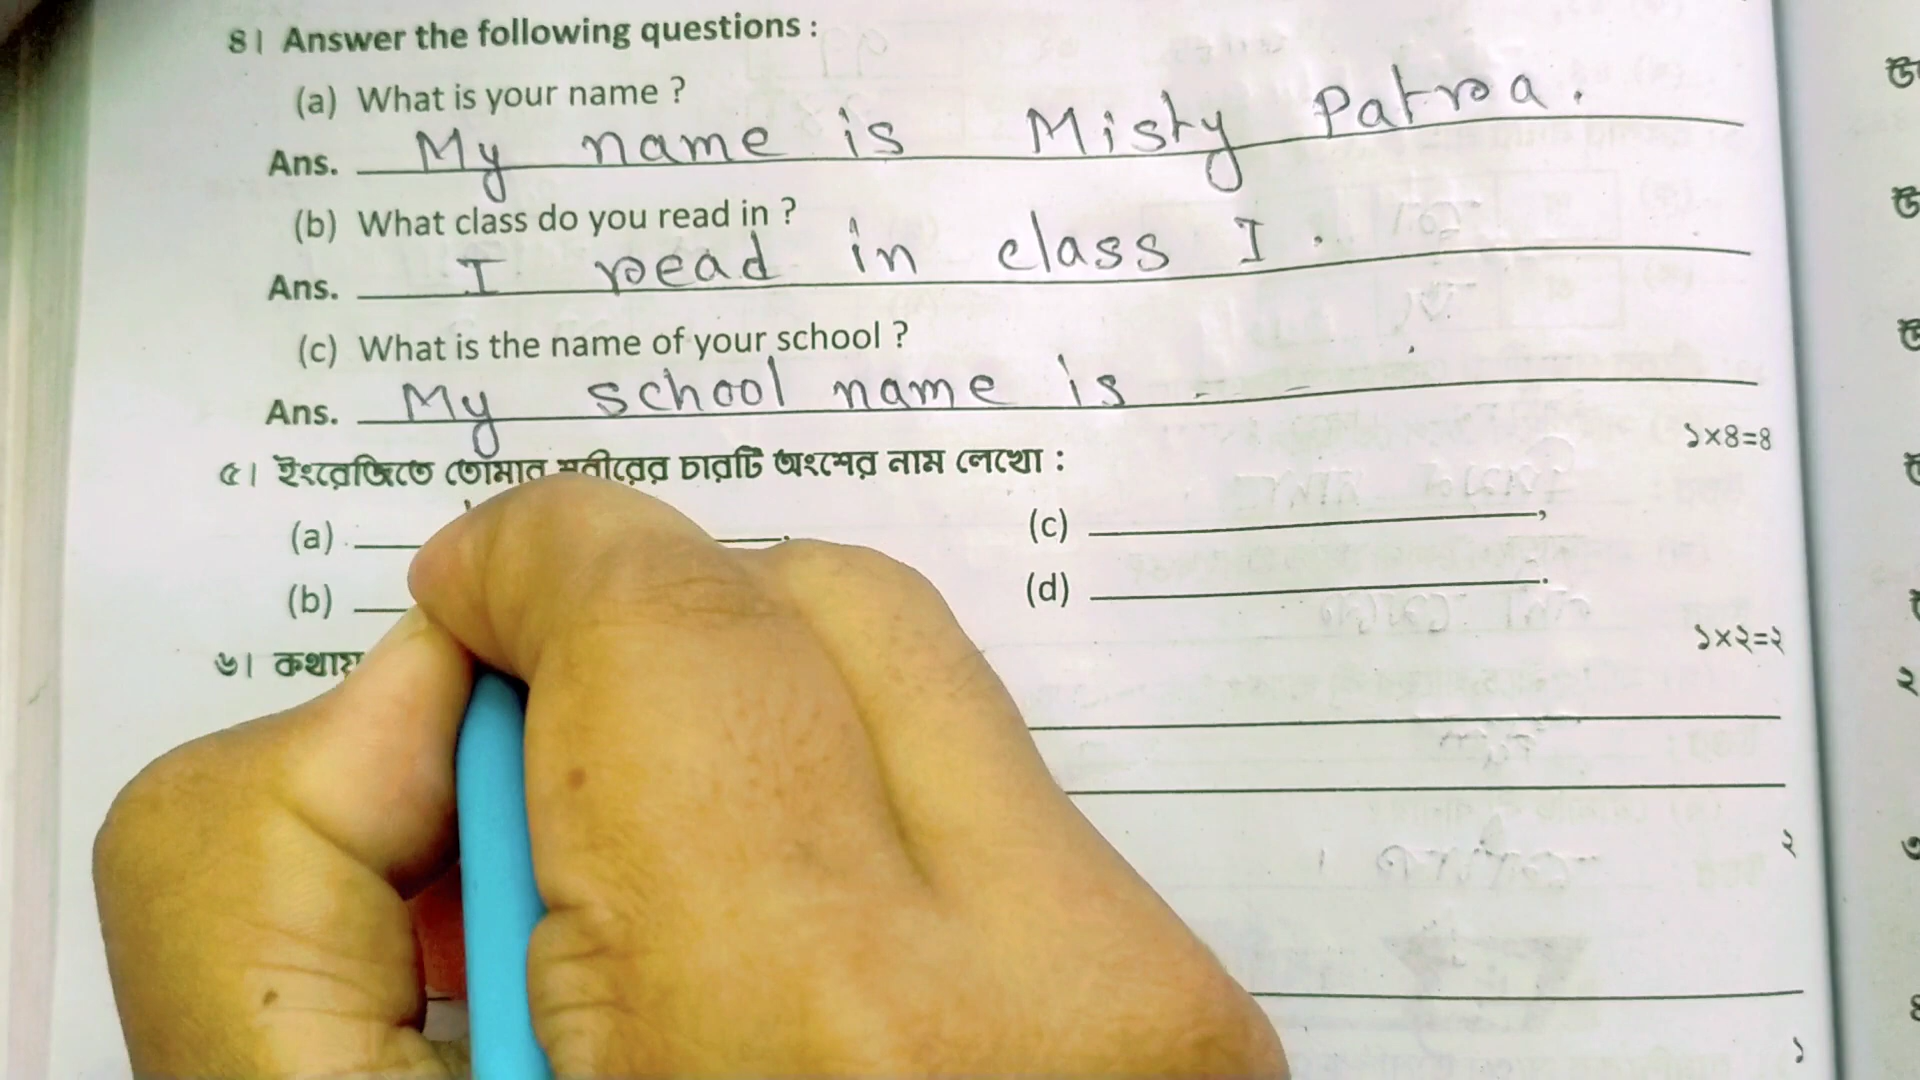 ৪। Answer the following questions :
(a) What is your name ?
Ans. My name is Misty Patra.
(b) What class do you read in ?
Ans. I read in class I.
(c) What is the name of your school ?
Ans. My school name is - -
১×৪=৪
৫। ইংরেজিতে তোমার শরীরের চারটি অংশের নাম লেখো :
(a) (c) ,
(b) (d) .
৬। কথায়
১×২=২
২
১